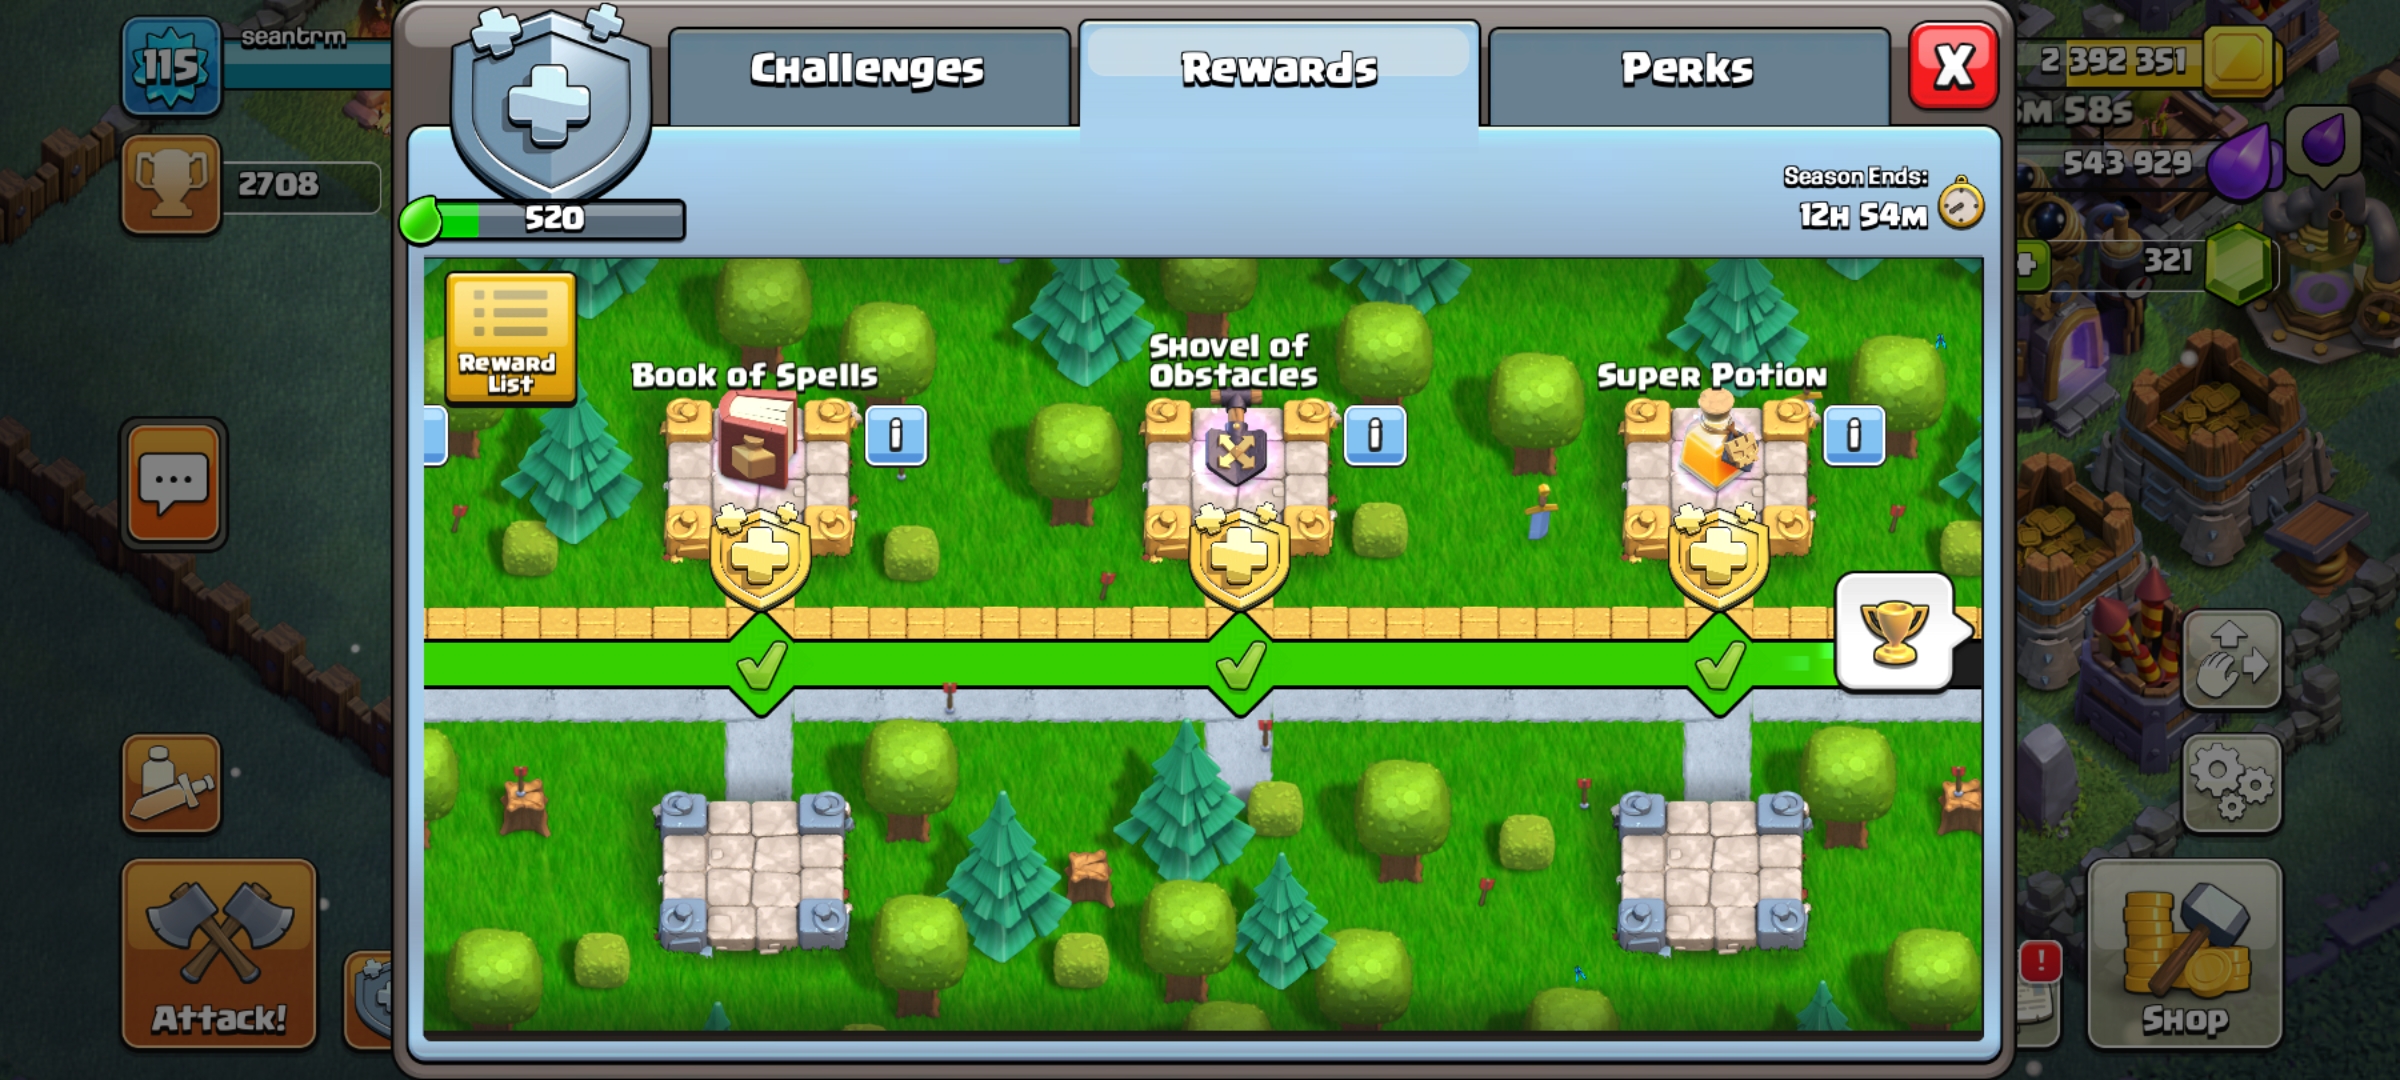 115
seantrm
2708
Challenges
Rewards
Perks
X
2 392 351
M 58s
543 929
321
520
Season Ends:
12H 54M
Reward
List
Book of Spells
i
Shovel of
Obstacles
i
Super Potion
i
Attack!
!
Shop